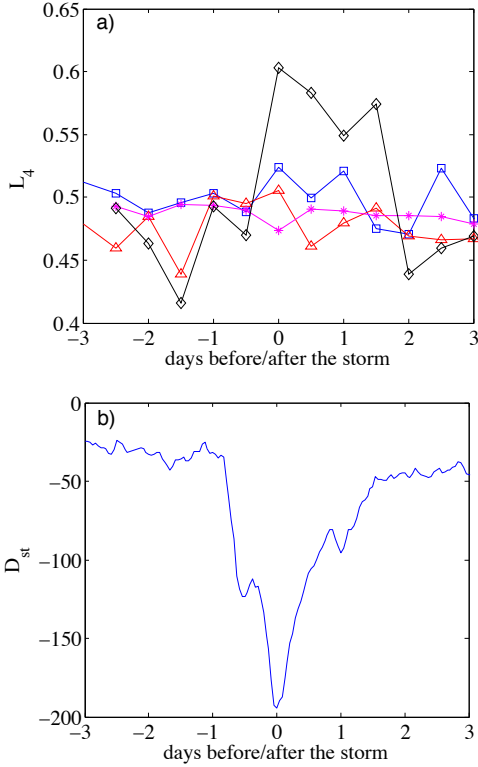 a)
0.65
0.6
0.55
0.5
0.45
0.4
L4
−3 −2 −1 0 1 2 3
days before/after the storm
b)
0
−50
−100
−150
−200
Dst
−3 −2 −1 0 1 2 3
days before/after the storm